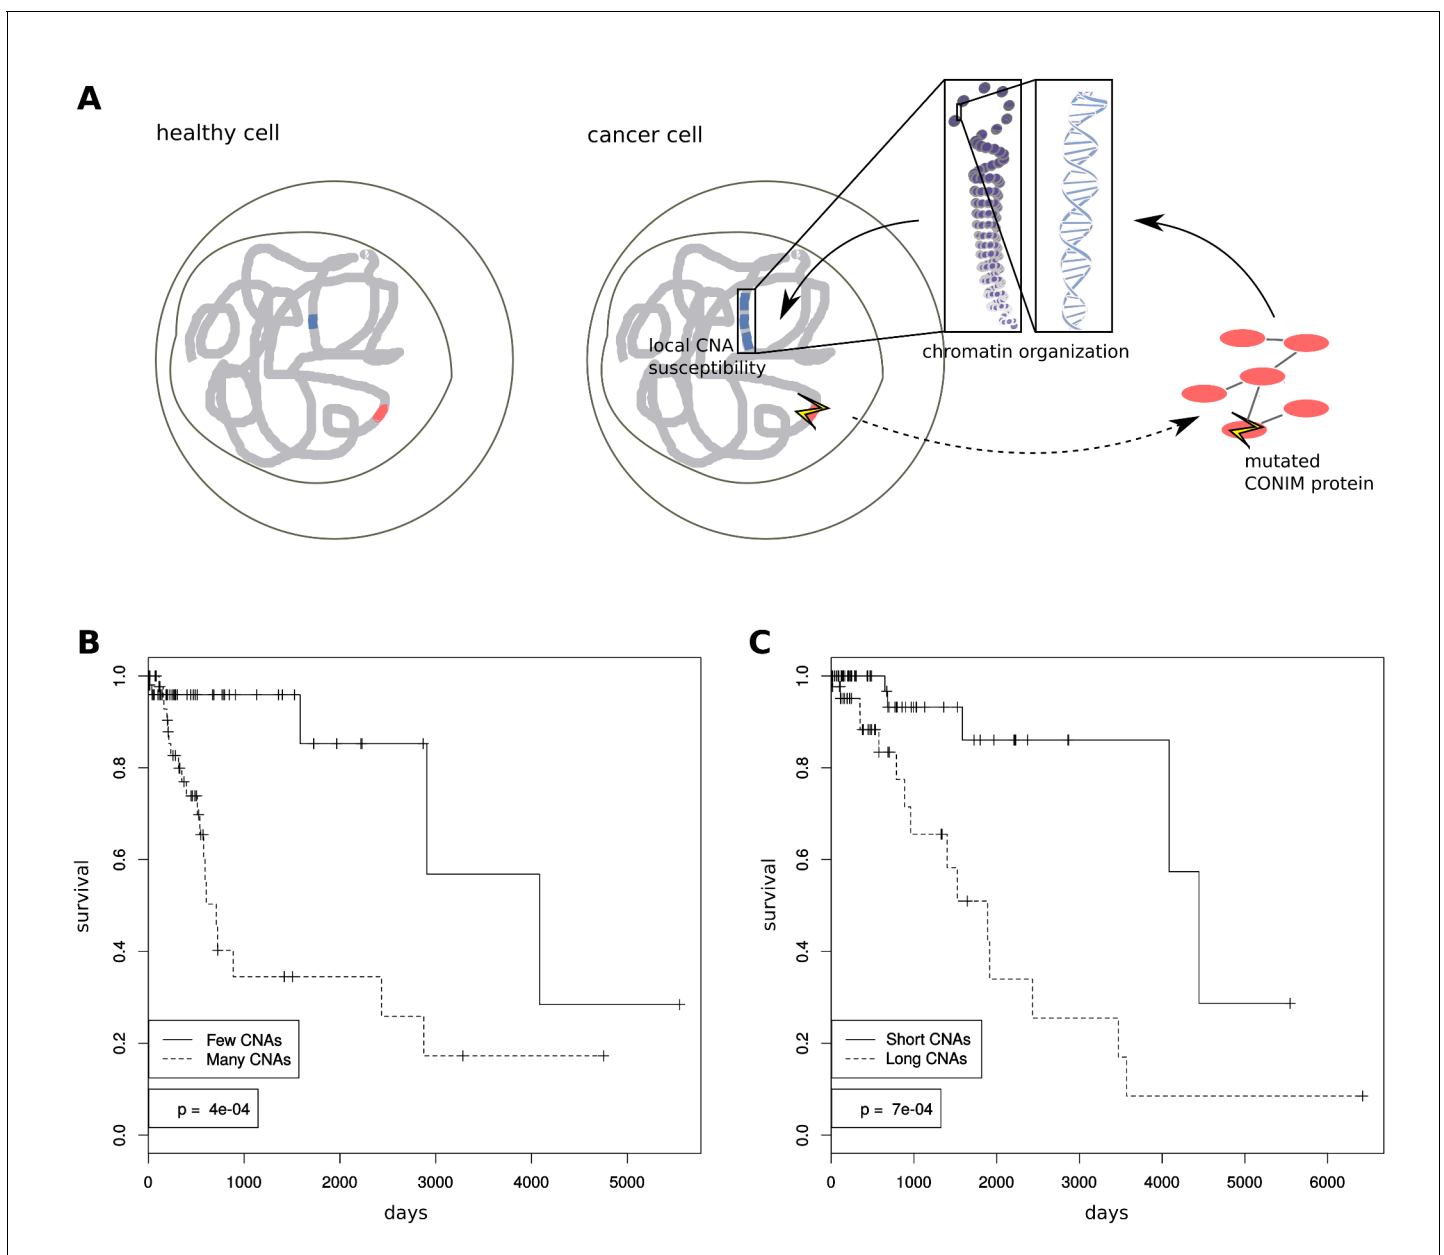 A
healthy cell
cancer cell
local CNA
susceptibility
chromatin organization
mutated
CONIM protein
B
survival
1.0
0.8
0.6
0.4
0.2
0.0
Few CNAs
Many CNAs
p = 4e-04
0 1000 2000 3000 4000 5000
days
C
survival
1.0
0.8
0.6
0.4
0.2
0.0
Short CNAs
Long CNAs
p = 7e-04
0 1000 2000 3000 4000 5000 6000
days